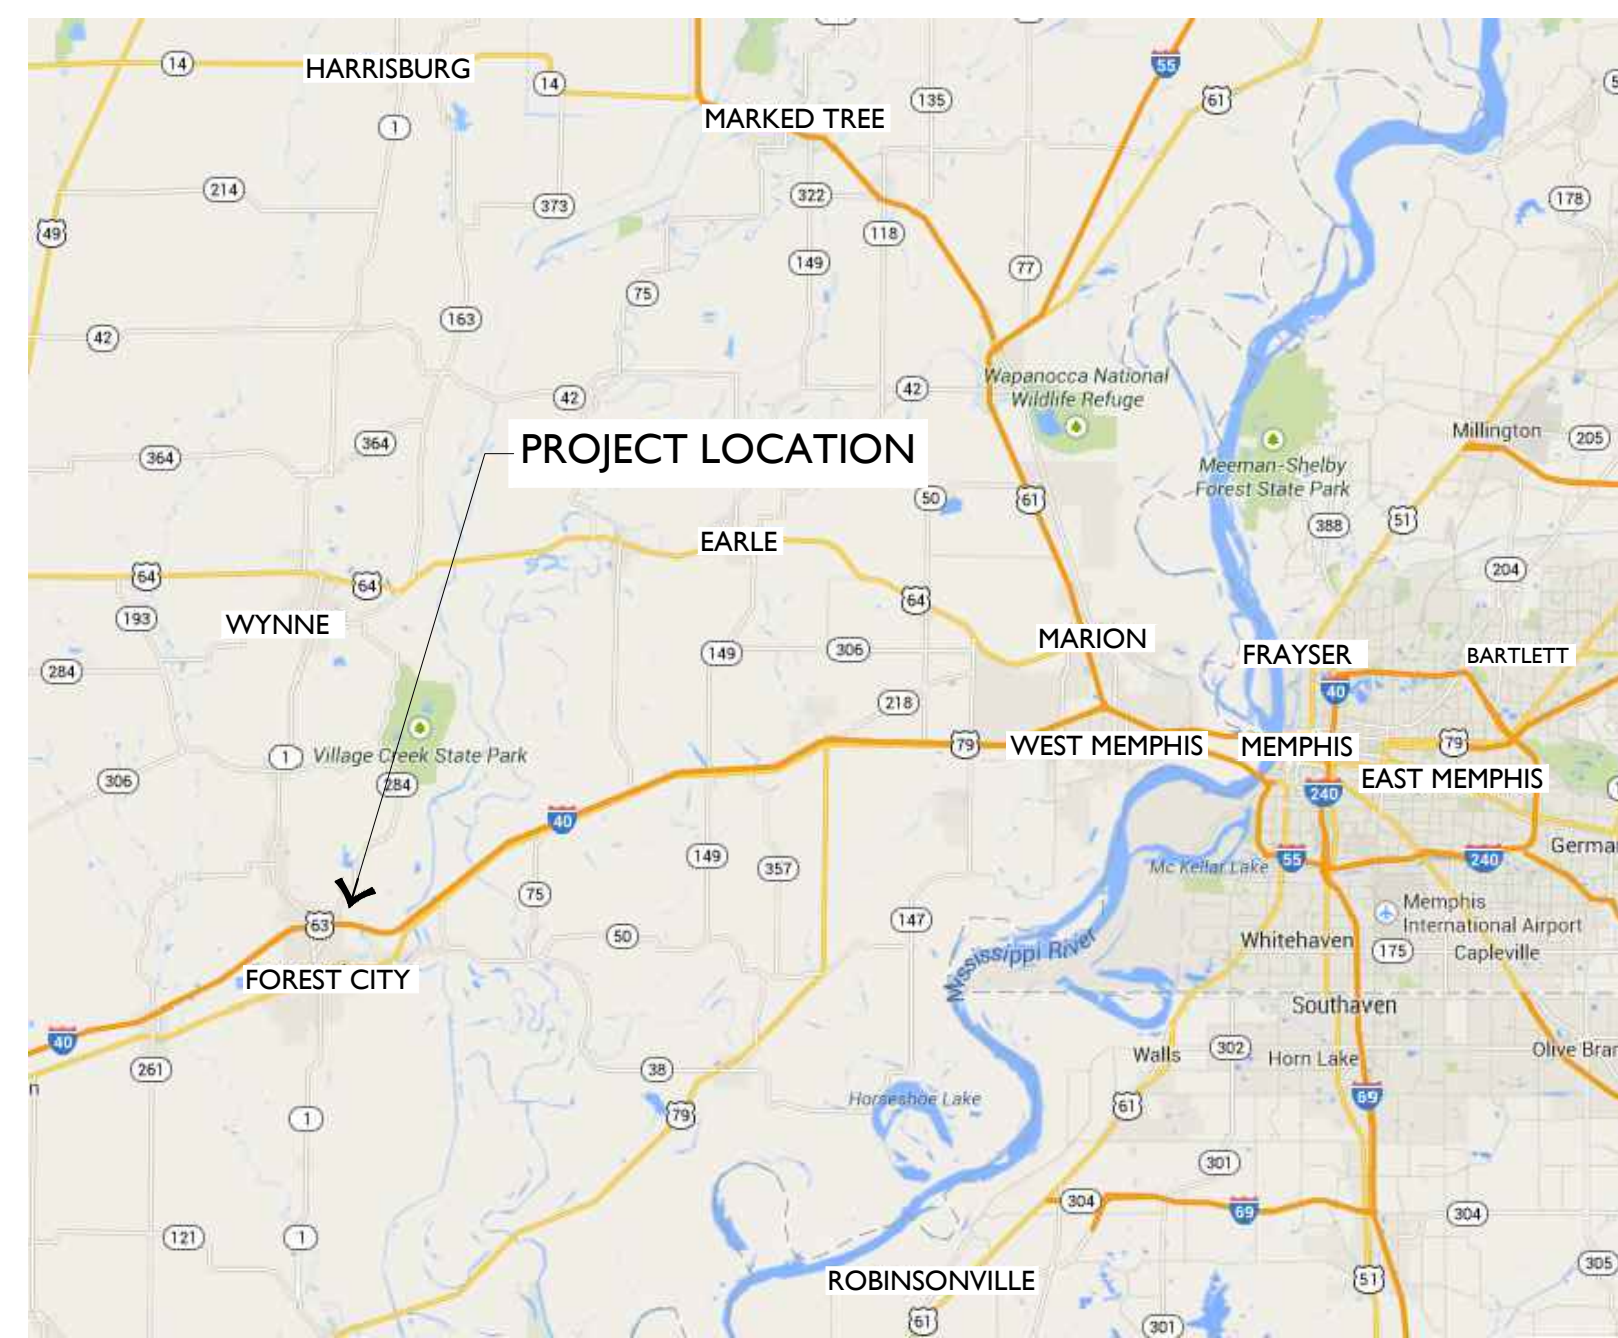 55
14
HARRISBURG
14
61
135
MARKED TREE
1
214
322
178
373
49
118
149
77
75
163
42
Wapanocca National
Wildlife Refuge
42
42
Millington
205
364
364
PROJECT LOCATION
Meeman-Shelby
Forest State Park
50
61
51
388
EARLE
204
64
64
64
193
WYNNE
MARION
149
306
FRAYSER
BARTLETT
284
40
218
79
WEST MEMPHIS
MEMPHIS
79
1
Village Creek State Park
306
284
EAST MEMPHIS
240
40
Germa
149
357
Mc Kellar Lake
55
240
75
Memphis
International Airport
63
147
50
Whitehaven
175
Capleville
Mississippi River
FOREST CITY
Southaven
40
Walls
302
Horn Lake
Olive Bran
261
38
n
Horseshoe Lake
69
61
79
1
301
304
69
304
121
1
305
ROBINSONVILLE
51
61
301